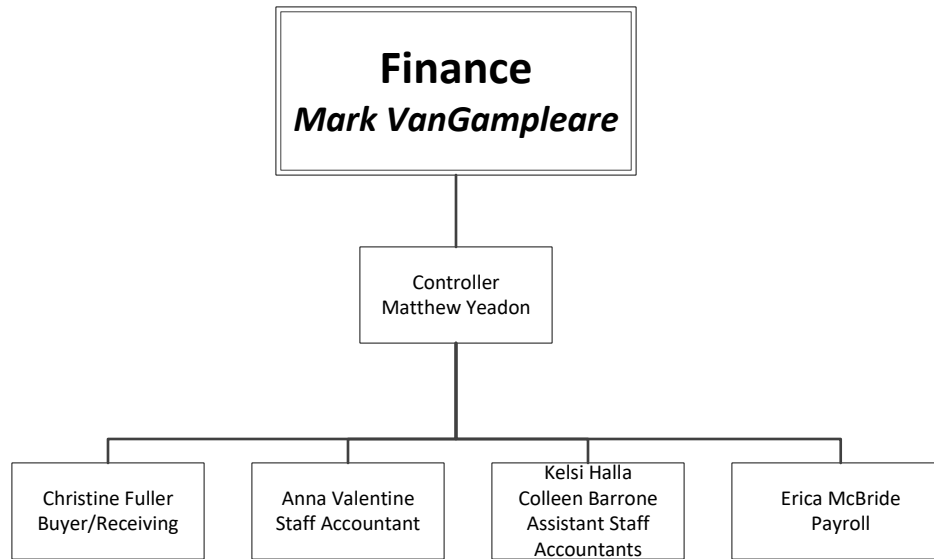 Finance
Mark VanGampleare
Controller
Matthew Yeadon
Christine Fuller
Buyer/Receiving
Anna Valentine
Staff Accountant
Kelsi Halla
Colleen Barrone
Assistant Staff
Accountants
Erica McBride
Payroll